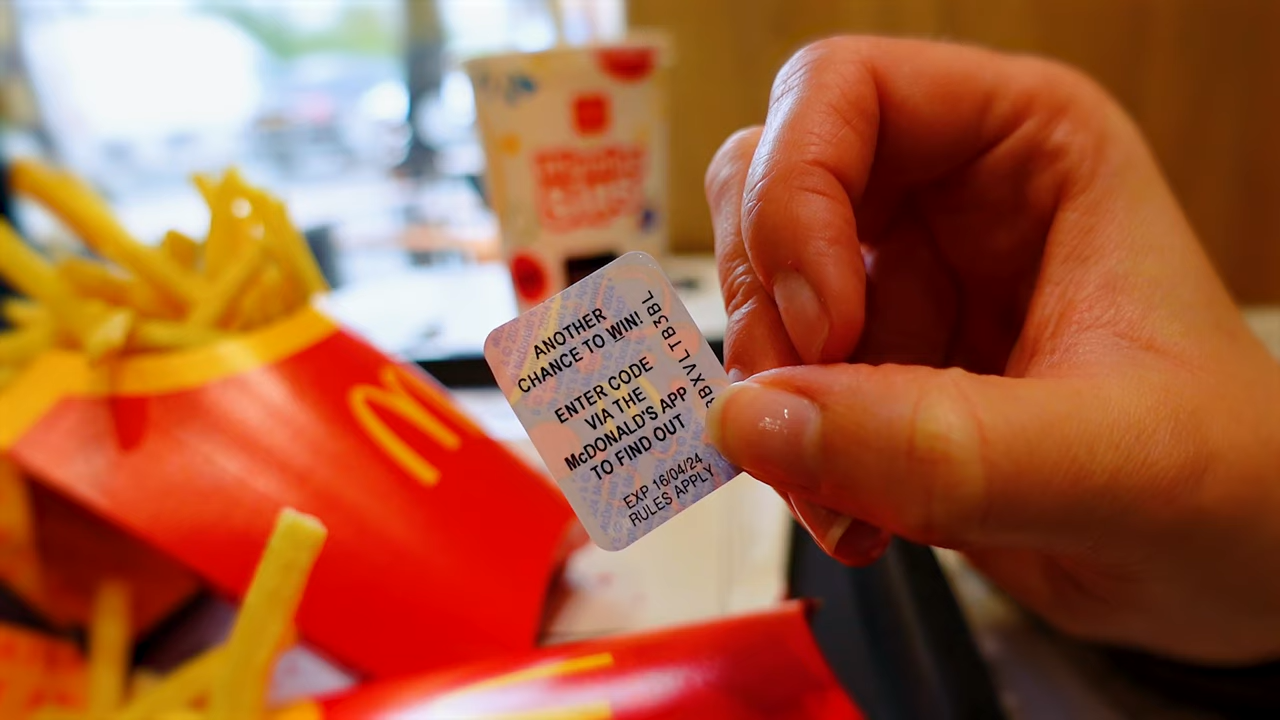 ANOTHER
CHANCE TO WIN!
ENTER CODE
VIA THE
McDONALD'S APP
TO FIND OUT
EXP 16/04/24
RULES APPLY